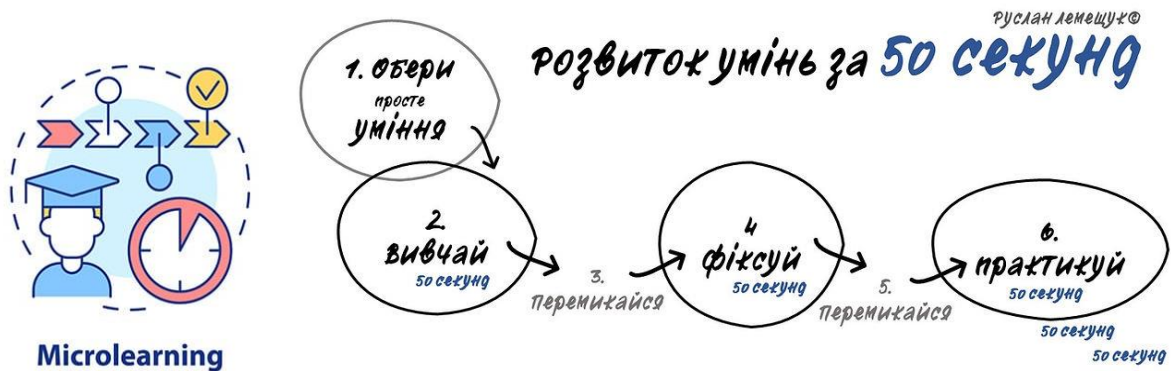 Руслан Лемещук©
Розвиток умінь за 50 секунд
1. Обери
просте
уміння
2.
вивчай
50 секунд
3.
перемикайся
4
фіксуй
50 секунд
5.
перемикайся
6.
практикуй
50 секунд
50 секунд
50 секунд
Microlearning